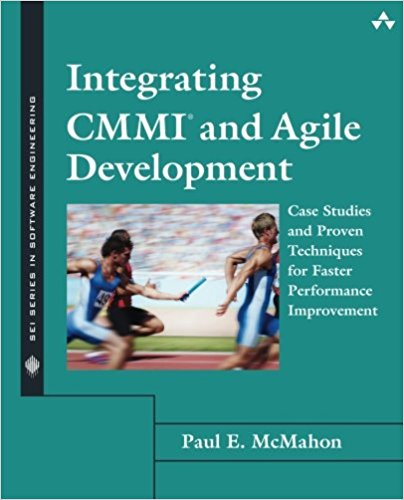 SEI SERIES IN SOFTWARE ENGINEERING
Integrating
CMMI® and Agile
Development
Case Studies
and Proven
Techniques
for Faster
Performance
Improvement
Paul E. McMahon